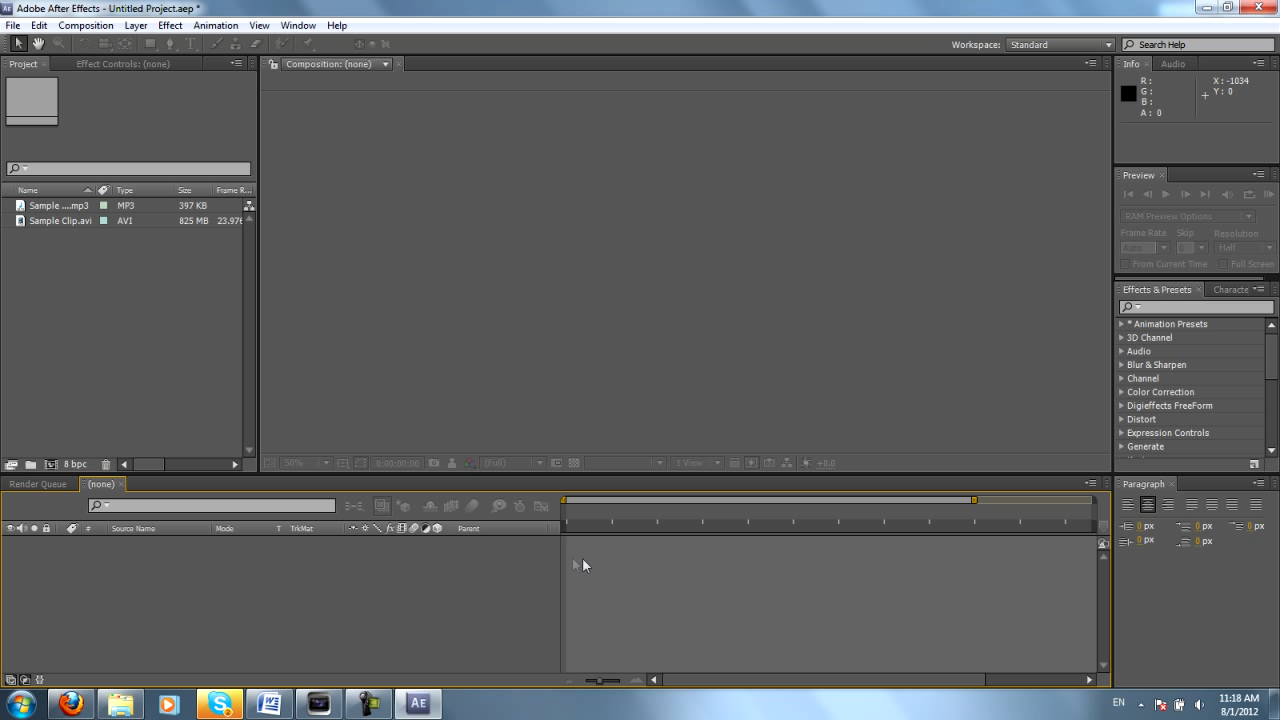 Adobe After Effects - Untitled Project.aep *
File Edit Composition Layer Effect Animation View Window Help
Workspace: Standard Search Help
Project Effect Controls: (none) Composition: (none) Info Audio
R : X : -1034
G : Y : 0
B :
A : 0
Preview
Name Type Size Frame R...
Sample ....mp3 MP3 397 KB
Sample Clip.avi AVI 825 MB 23.976
RAM Preview Options
Frame Rate Skip Resolution
Auto 0 Half
From Current Time Full Screen
Effects & Presets Characte
* Animation Presets
3D Channel
Audio
Blur & Sharpen
Channel
Color Correction
Digieffects FreeForm
Distort
Expression Controls
Generate
8 bpc 50% 0:00:00:00 (Full) 1 View +0.0
Render Queue (none) Paragraph
# Source Name Mode T TrkMat Parent
0 px 0 px 0 px
0 px 0 px
T
fx
Ae
W
S
EN 11:18 AM
8/1/2012